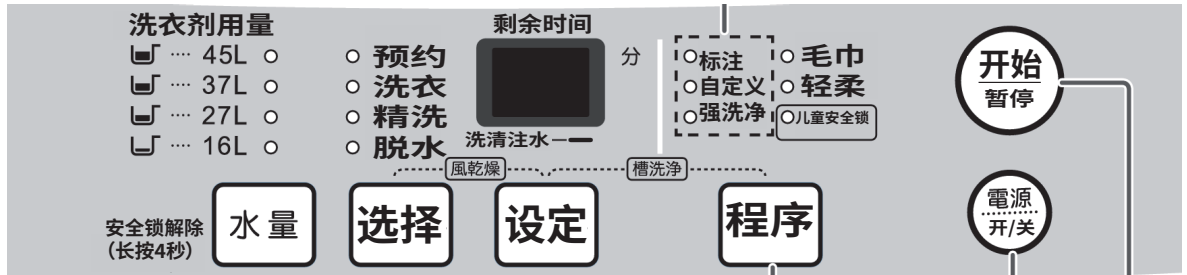 洗衣剂用量
45L
37L
27L
16L
预约
洗衣
精洗
脱水
剩余时间
分
洗清注水
标注
自定义
强洗净
毛巾
轻柔
儿童安全锁
開始
暂停
風乾燥
槽洗浄
安全锁解除
(长按4秒)
水量
选择
设定
程序
電源
开/关